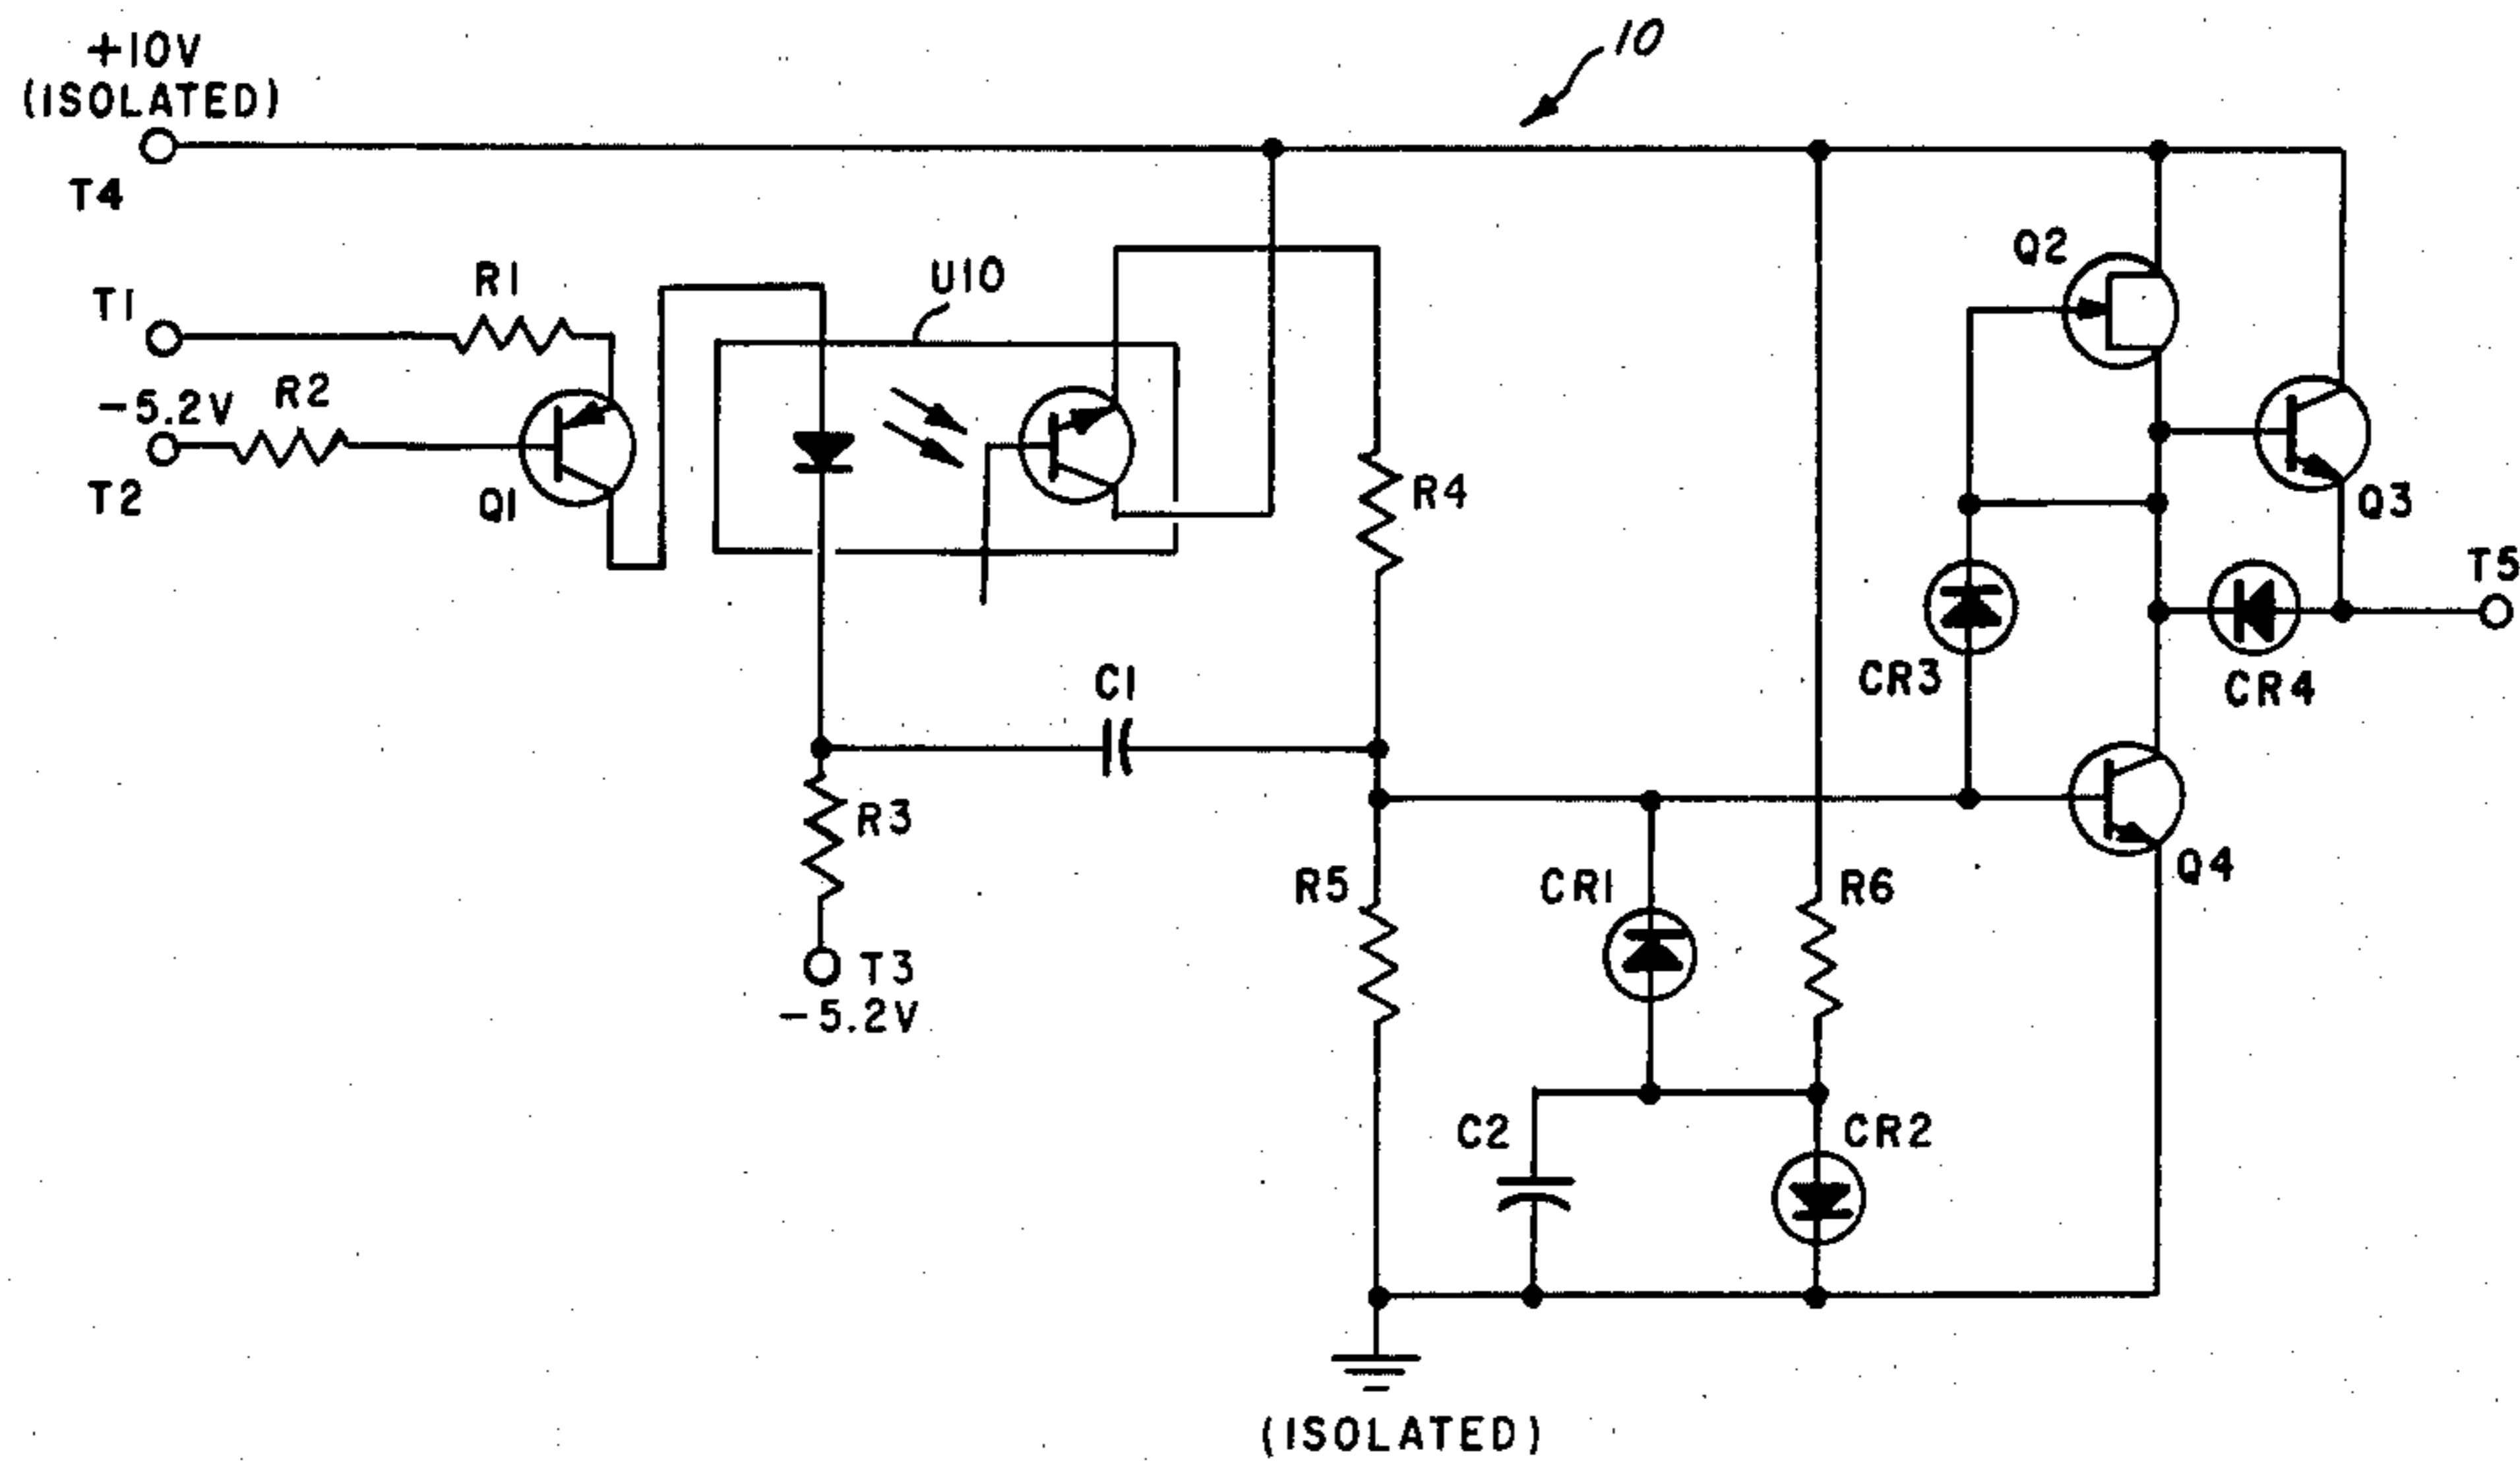 10
+10V
(ISOLATED)
T4
Q2
U10
R1
T1
R2
-5.2V
T2
Q1
R4
Q3
T5
CR3
CR4
C1
R3
R5
CR1
R6
Q4
T3
-5.2V
C2
CR2
(ISOLATED)